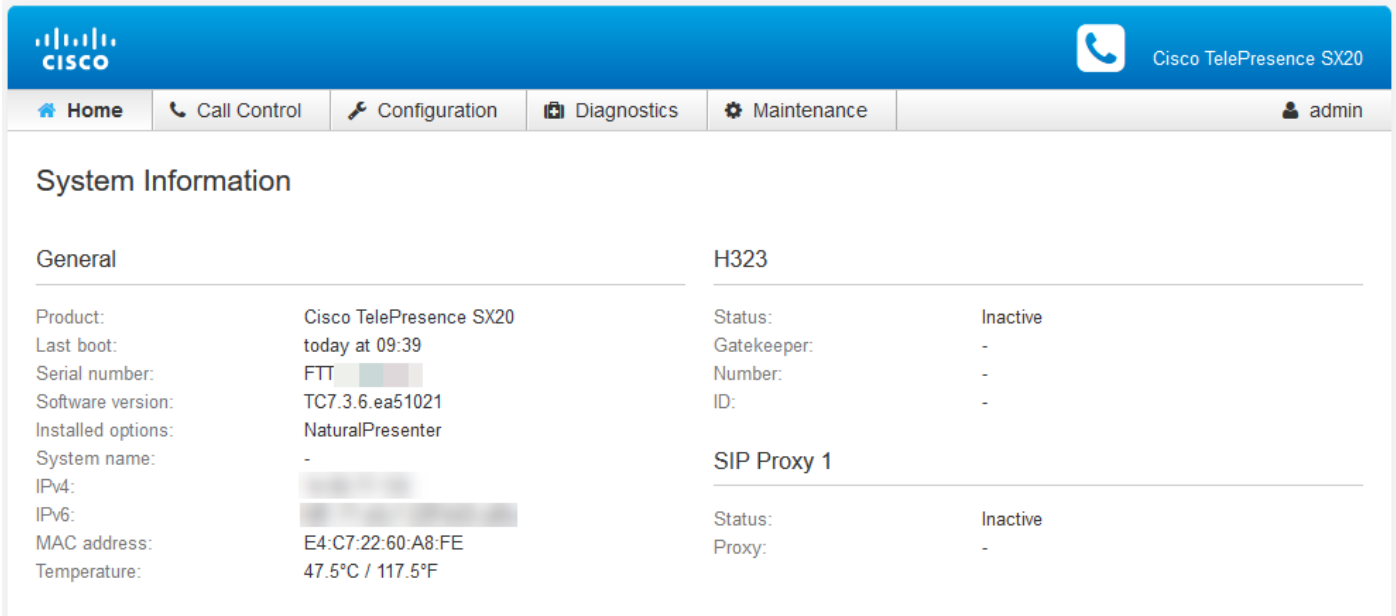 CISCO
Cisco TelePresence SX20
Home Call Control Configuration Diagnostics Maintenance admin
System Information
General
Product: Cisco TelePresence SX20
Last boot: today at 09:39
Serial number: FTT
Software version: TC7.3.6.ea51021
Installed options: NaturalPresenter
System name: -
IPv4:
IPv6:
MAC address: E4:C7:22:60:A8:FE
Temperature: 47.5°C / 117.5°F
H323
Status: Inactive
Gatekeeper: -
Number: -
ID: -
SIP Proxy 1
Status: Inactive
Proxy: -